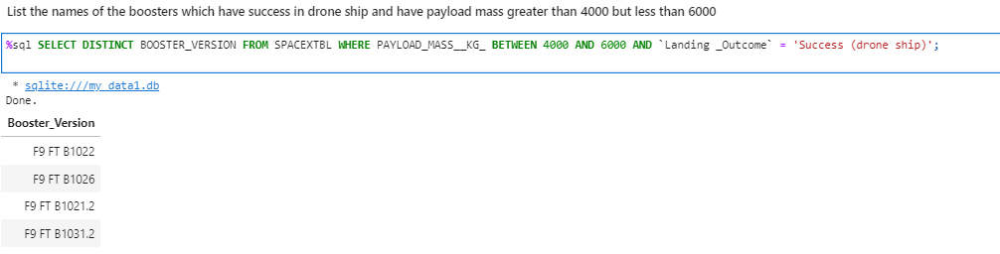 List the names of the boosters which have success in drone ship and have payload mass greater than 4000 but less than 6000
%sql SELECT DISTINCT BOOSTER_VERSION FROM SPACEXTBL WHERE PAYLOAD_MASS__KG_ BETWEEN 4000 AND 6000 AND `Landing _Outcome` = 'Success (drone ship)';
* sqlite:///my_data1.db
Done.
Booster_Version
F9 FT B1022
F9 FT B1026
F9 FT B1021.2
F9 FT B1031.2